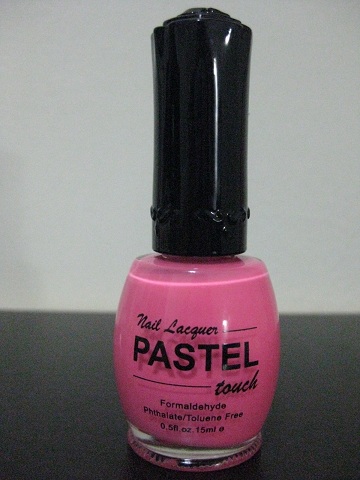 Nail Lacquer
PASTEL
touch
Formaldehyde
Phthalate/Toluene Free
0.5fl.oz.15ml e